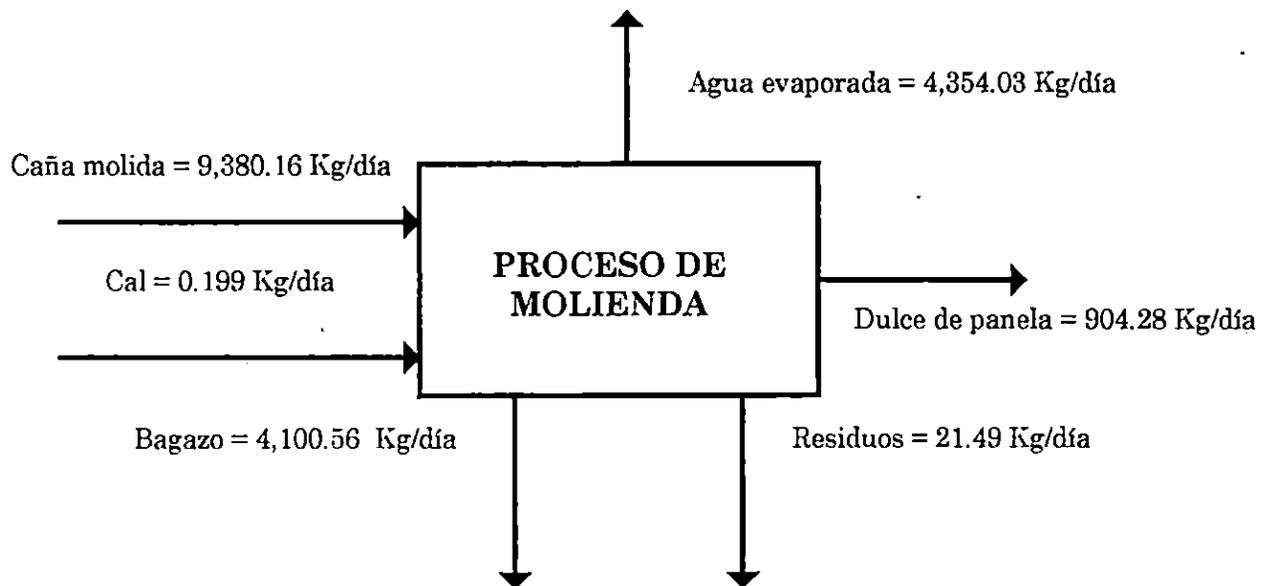 Agua evaporada = 4,354.03 Kg/día
Caña molida = 9,380.16 Kg/día
PROCESO DE
MOLIENDA
Cal = 0.199 Kg/día
Dulce de panela = 904.28 Kg/día
Bagazo = 4,100.56 Kg/día
Residuos = 21.49 Kg/día